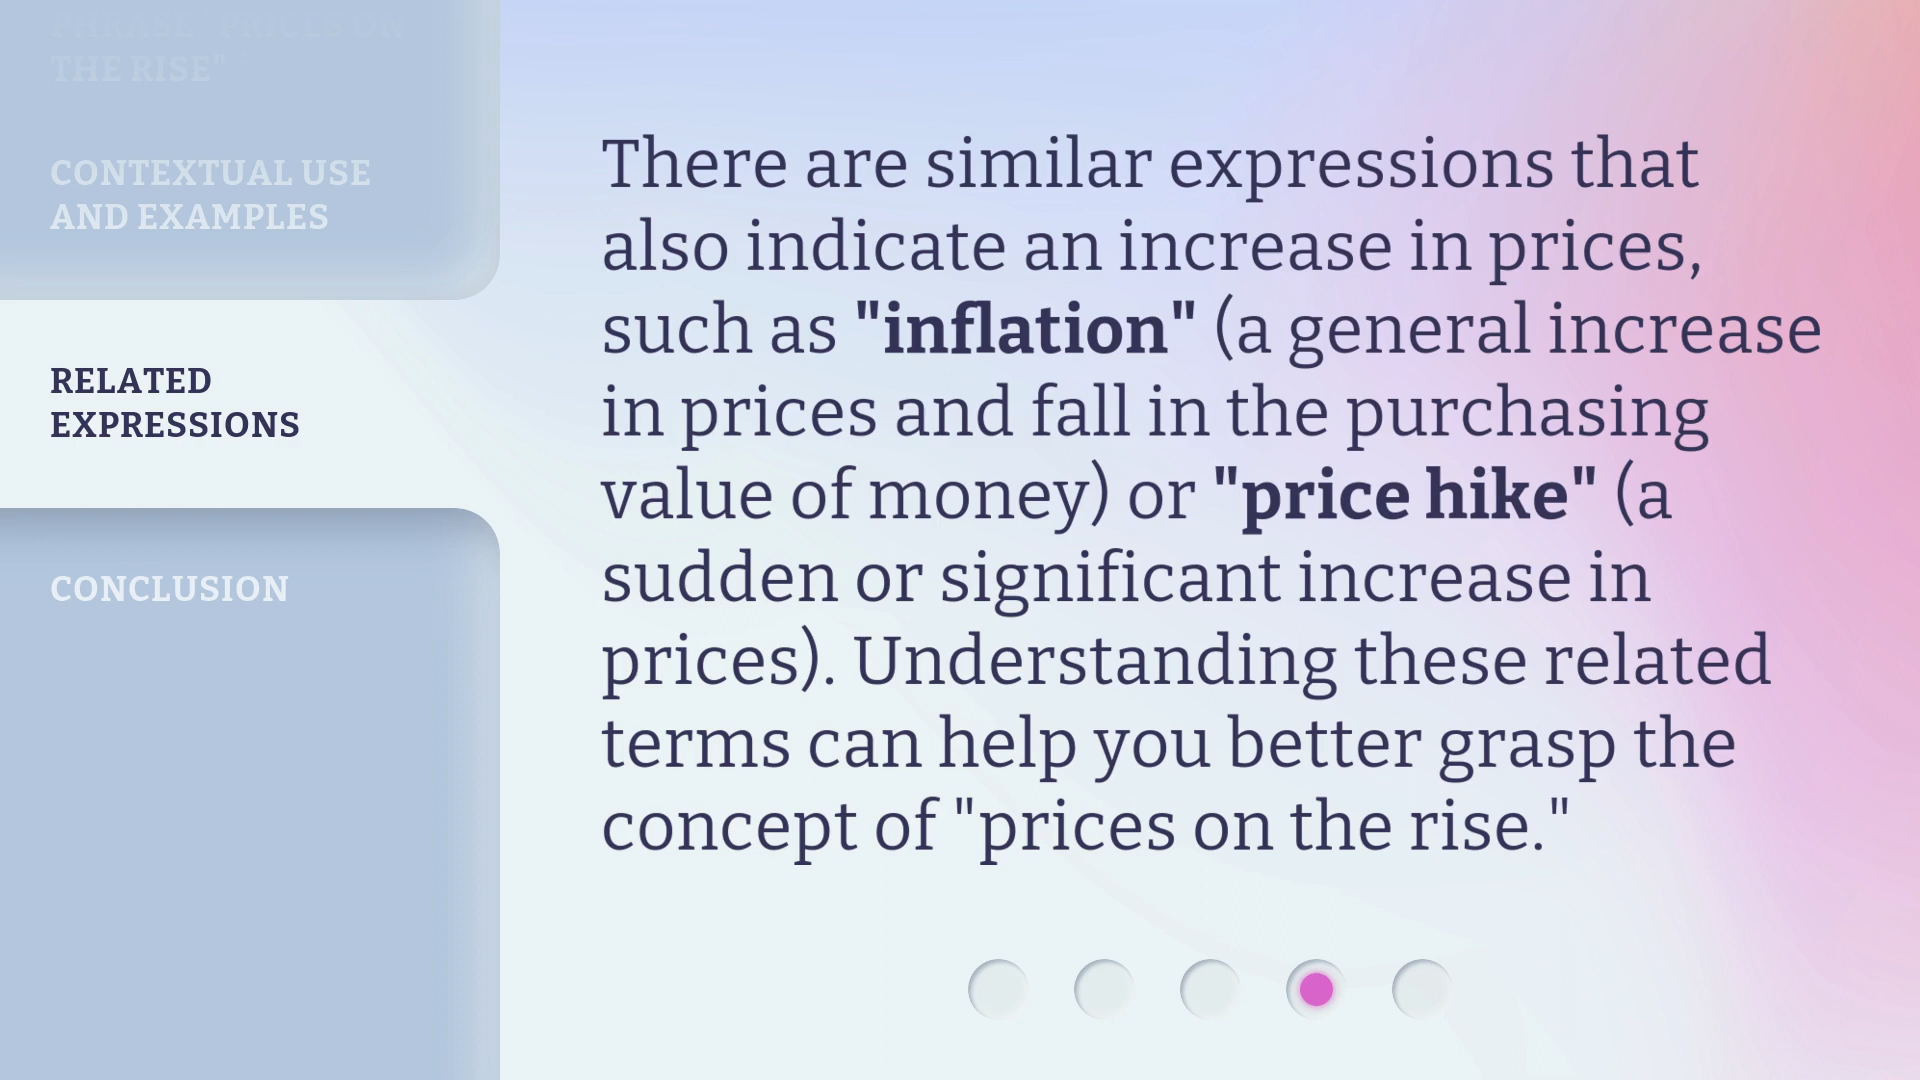 PHRASE "PRICES ON
THE RISE"
CONTEXTUAL USE
AND EXAMPLES
RELATED
EXPRESSIONS
CONCLUSION
There are similar expressions that
also indicate an increase in prices,
such as "inflation" (a general increase
in prices and fall in the purchasing
value of money) or "price hike" (a
sudden or significant increase in
prices). Understanding these related
terms can help you better grasp the
concept of "prices on the rise."